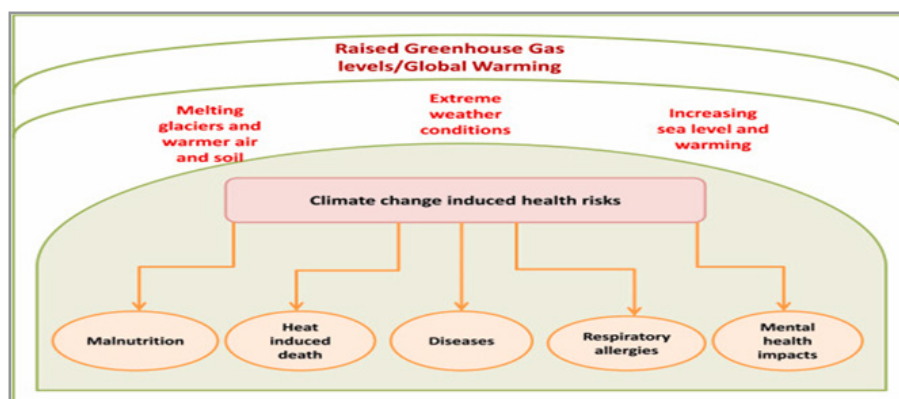 Raised Greenhouse Gas
levels/Global Warming
Melting
glaciers and
warmer air
and soil
Extreme
weather
conditions
Increasing
sea level and
warming
Climate change induced health risks
Malnutrition
Heat
induced
death
Diseases
Respiratory
allergies
Mental
health
impacts